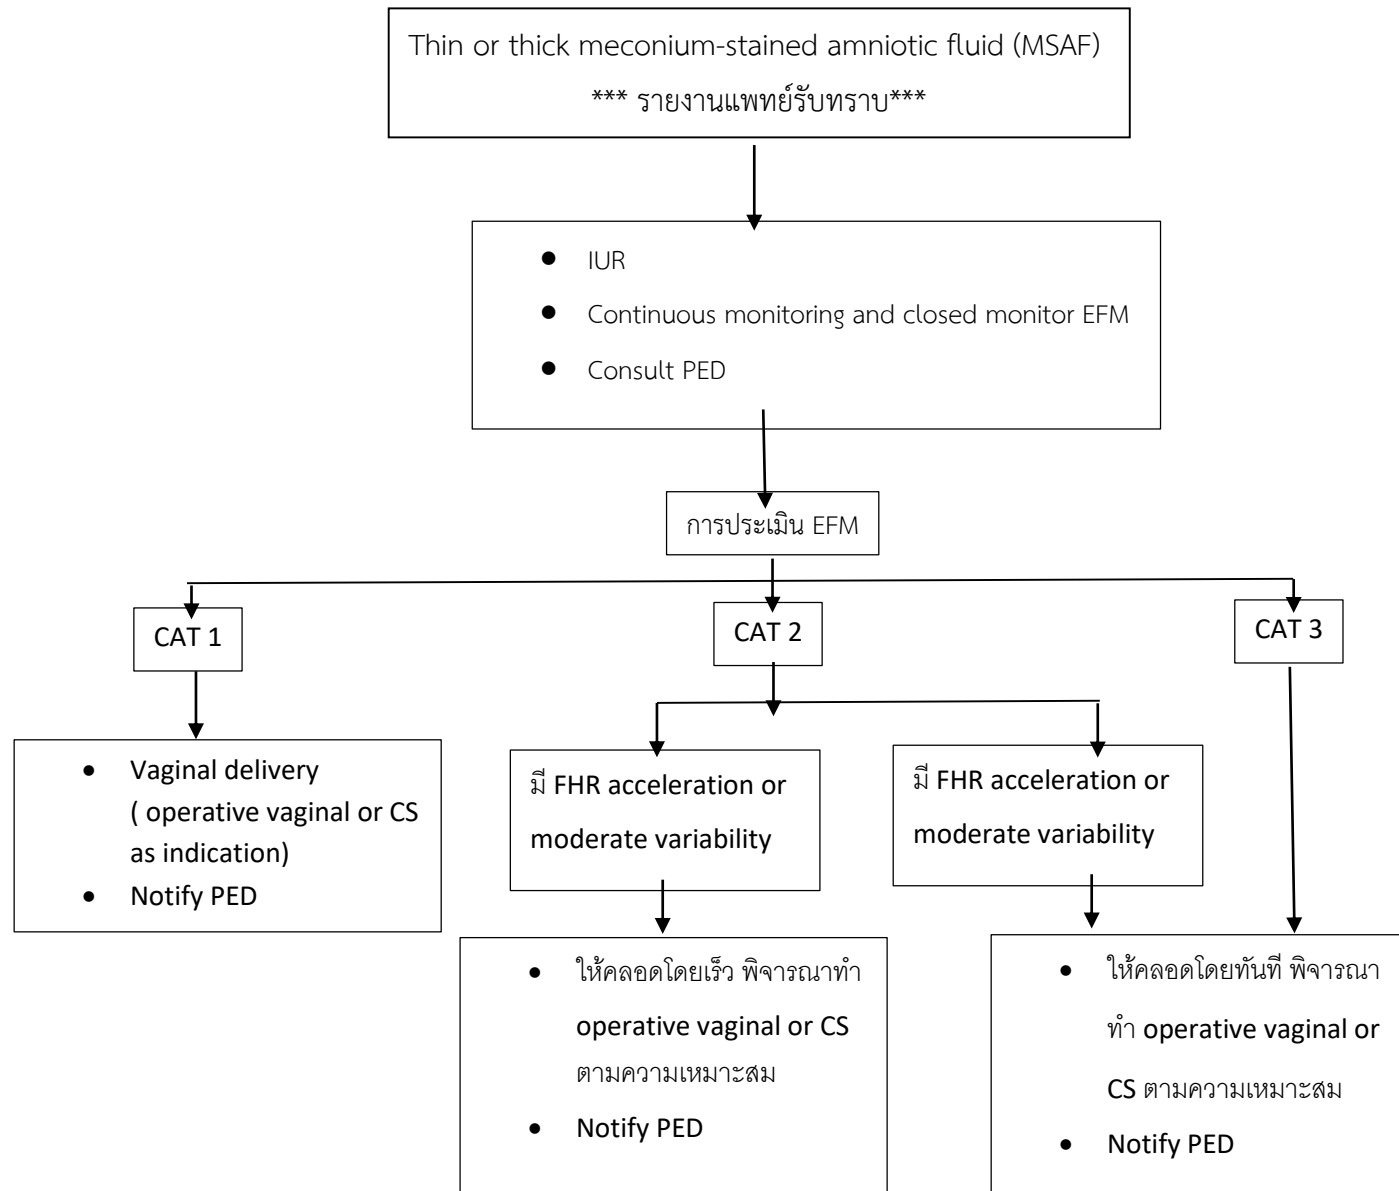 Thin or thick meconium-stained amniotic fluid (MSAF)
*** รายงานแพทย์รับทราบ***
● IUR
● Continuous monitoring and closed monitor EFM
● Consult PED
การประเมิน EFM
CAT 1
CAT 2
CAT 3
• Vaginal delivery
( operative vaginal or CS
as indication)
• Notify PED
มี FHR acceleration or
moderate variability
มี FHR acceleration or
moderate variability
• ให้คลอดโดยเร็ว พิจารณาทำ
operative vaginal or CS
ตามความเหมาะสม
• Notify PED
• ให้คลอดโดยทันที พิจารณา
ทำ operative vaginal or
CS ตามความเหมาะสม
• Notify PED